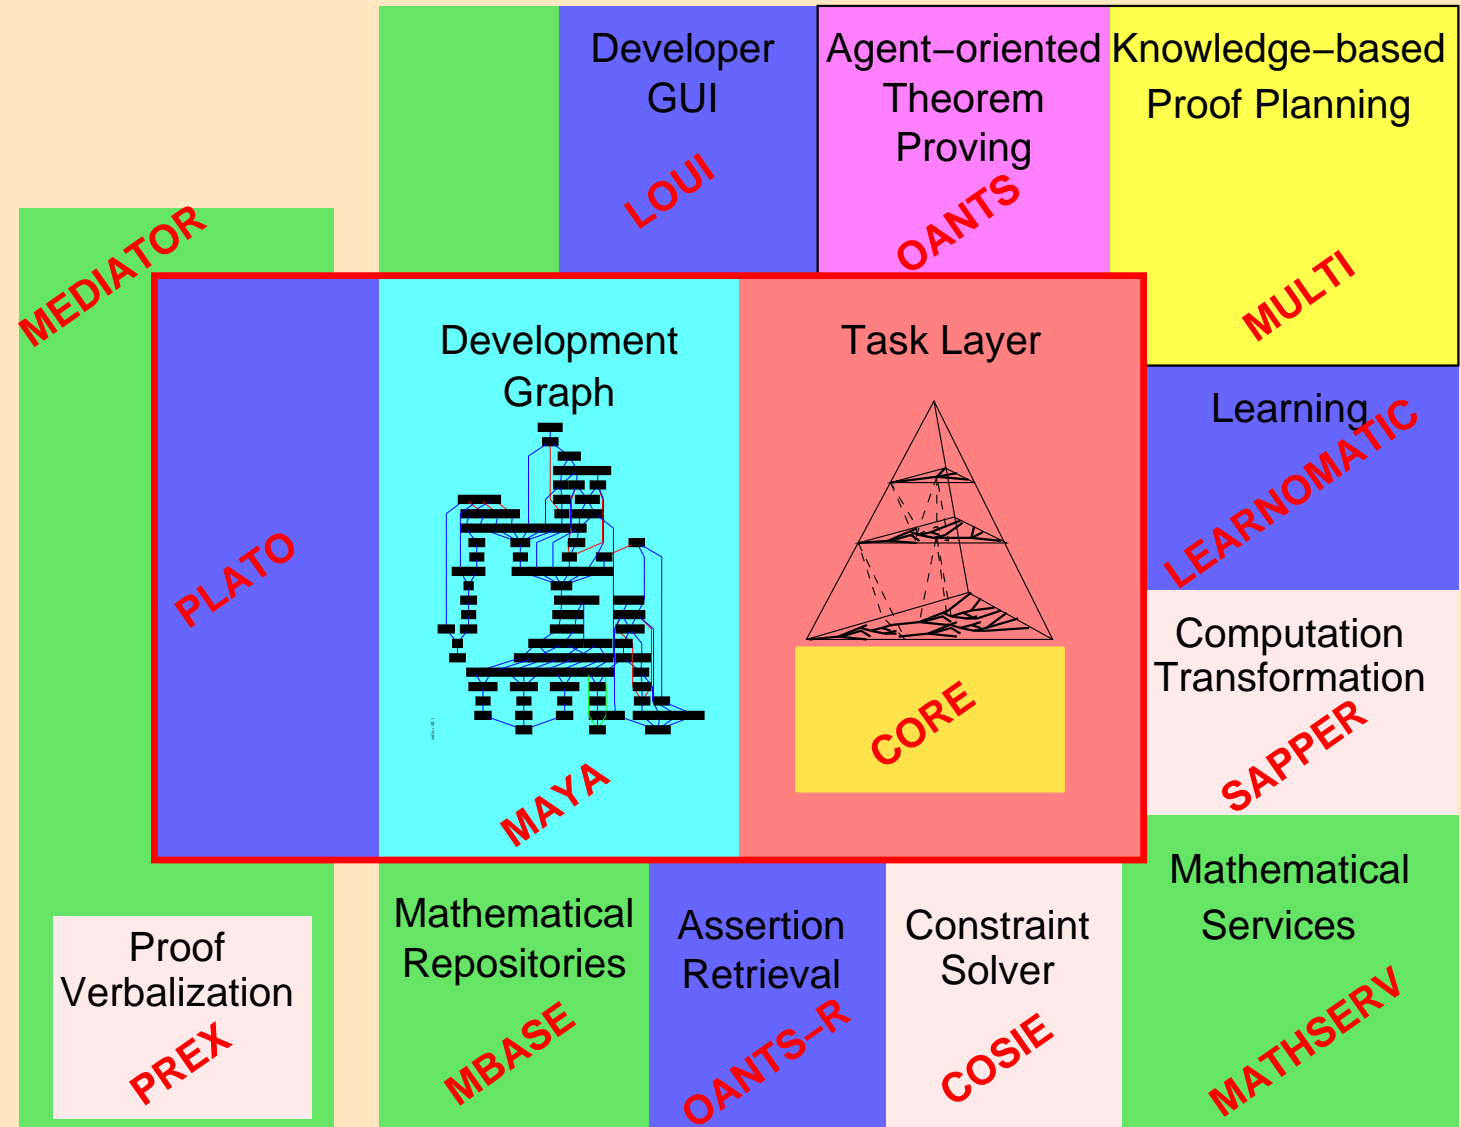 Developer
GUI
LOUI
Agent–oriented
Theorem
Proving
OANTS
Knowledge–based
Proof Planning
MULTI
MEDIATOR
PLATO
Development
Graph
MAYA
Task Layer
CORE
Learning
LEARNOMATIC
Computation
Transformation
SAPPER
Proof
Verbalization
PREX
Mathematical
Repositories
MBASE
Assertion
Retrieval
OANTS–R
Constraint
Solver
COSIE
Mathematical
Services
MATHSERV